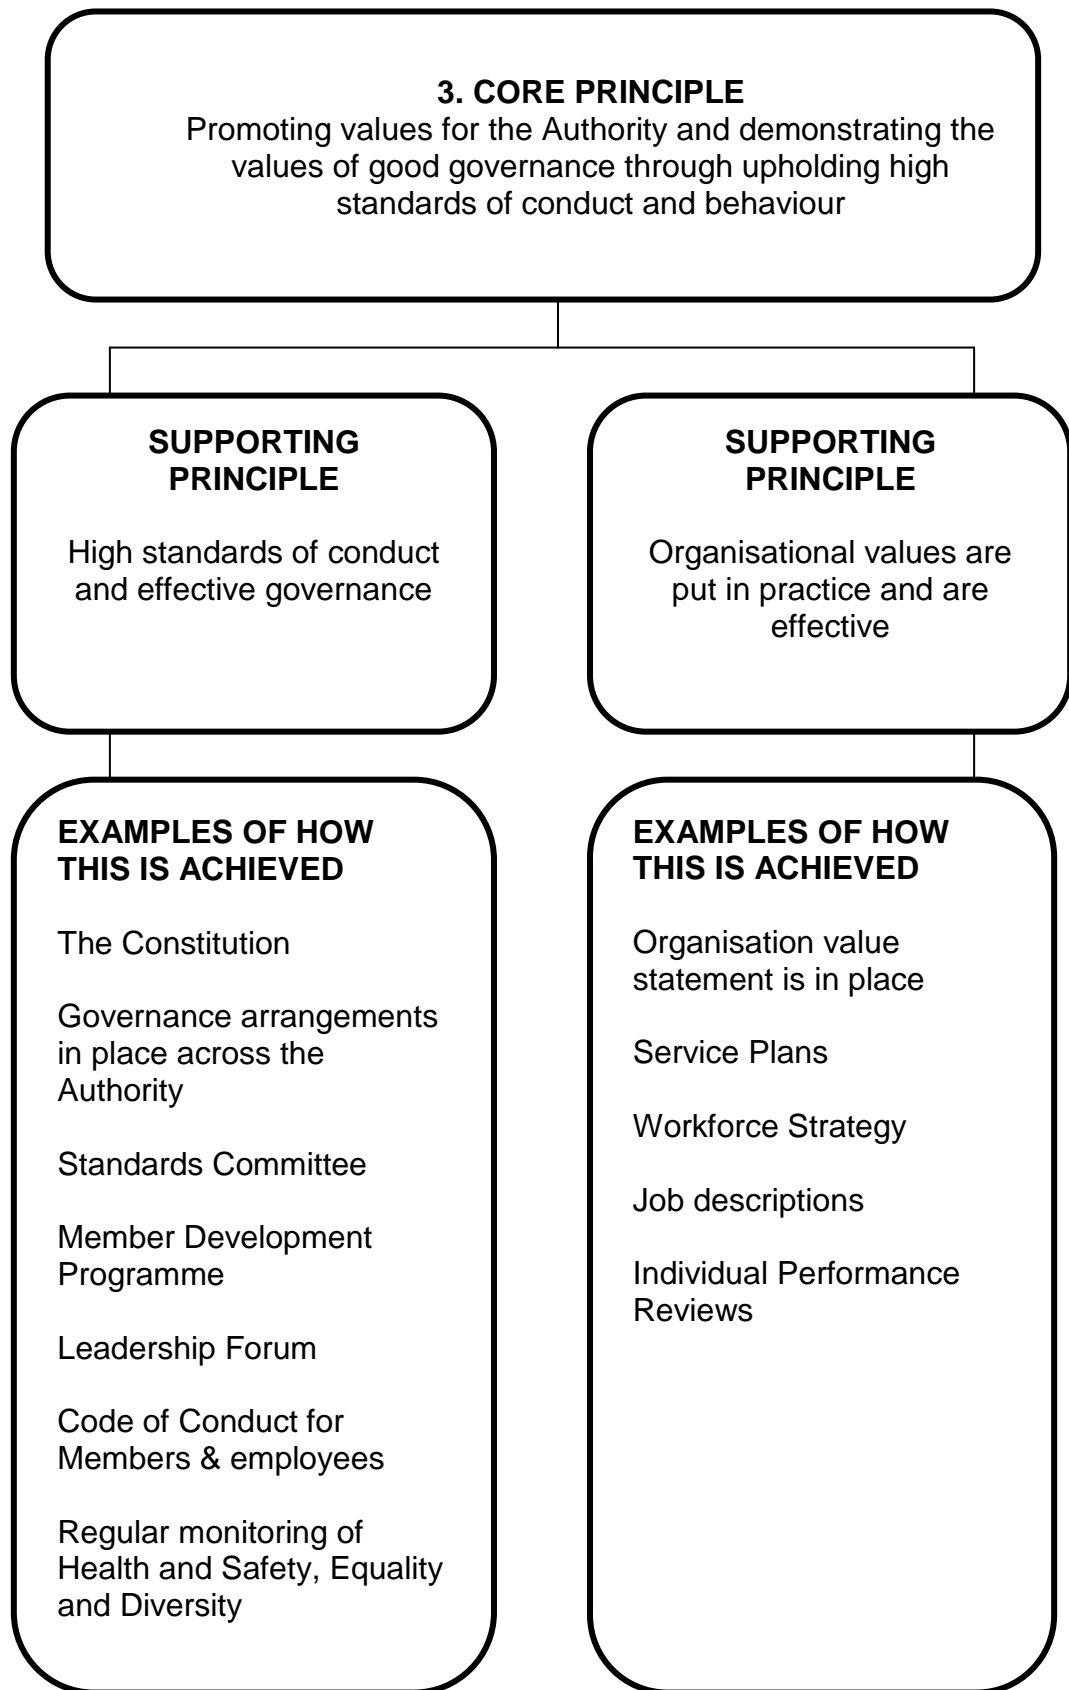 3. CORE PRINCIPLE
Promoting values for the Authority and demonstrating the
values of good governance through upholding high
standards of conduct and behaviour
SUPPORTING
PRINCIPLE
High standards of conduct
and effective governance
SUPPORTING
PRINCIPLE
Organisational values are
put in practice and are
effective
EXAMPLES OF HOW
THIS IS ACHIEVED
The Constitution
Governance arrangements
in place across the
Authority
Standards Committee
Member Development
Programme
Leadership Forum
Code of Conduct for
Members & employees
Regular monitoring of
Health and Safety, Equality
and Diversity
EXAMPLES OF HOW
THIS IS ACHIEVED
Organisation value
statement is in place
Service Plans
Workforce Strategy
Job descriptions
Individual Performance
Reviews